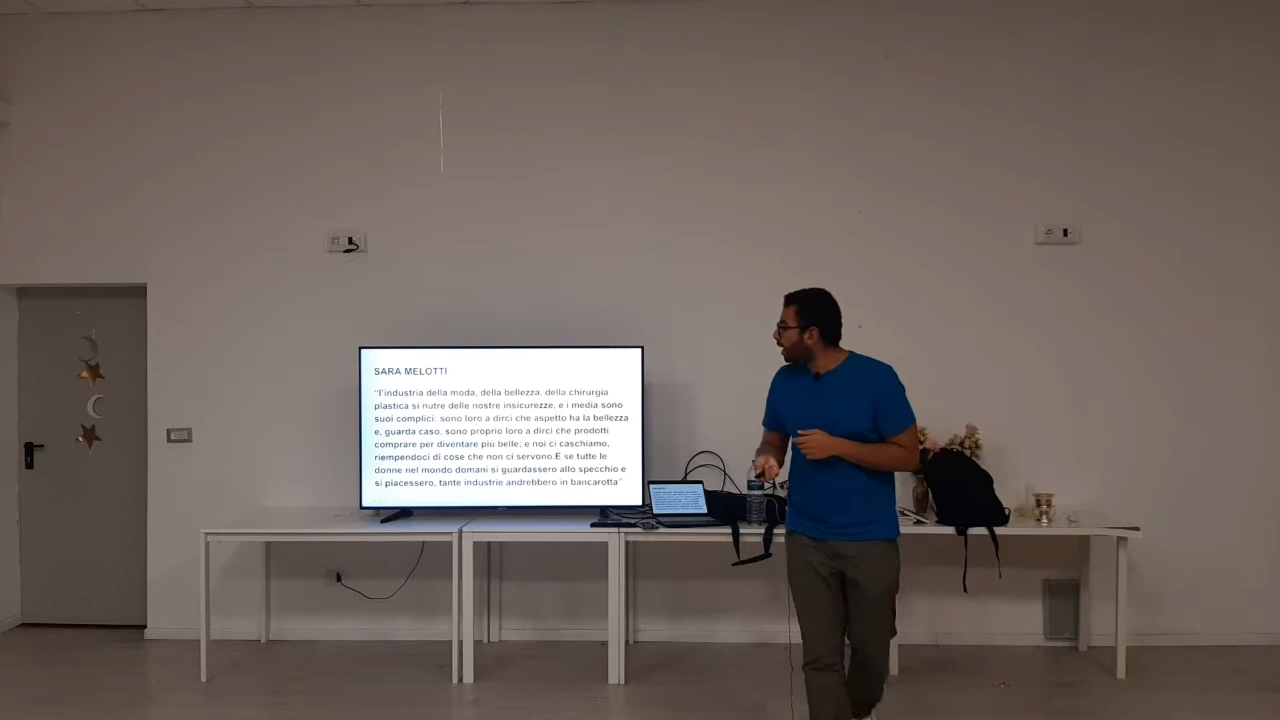 SARA MELOTTI
“l’industria della moda, della bellezza, della chirurgia
plastica si nutre delle nostre insicurezze, e i media sono
suoi complici: sono loro a dirci che aspetto ha la bellezza
e, guarda caso, sono proprio loro a dirci che prodotti
comprare per diventare più belle; e noi ci caschiamo,
riempendoci di cose che non ci servono.E se tutte le
donne nel mondo domani si guardassero allo specchio e
si piacessero, tante industrie andrebbero in bancarotta”